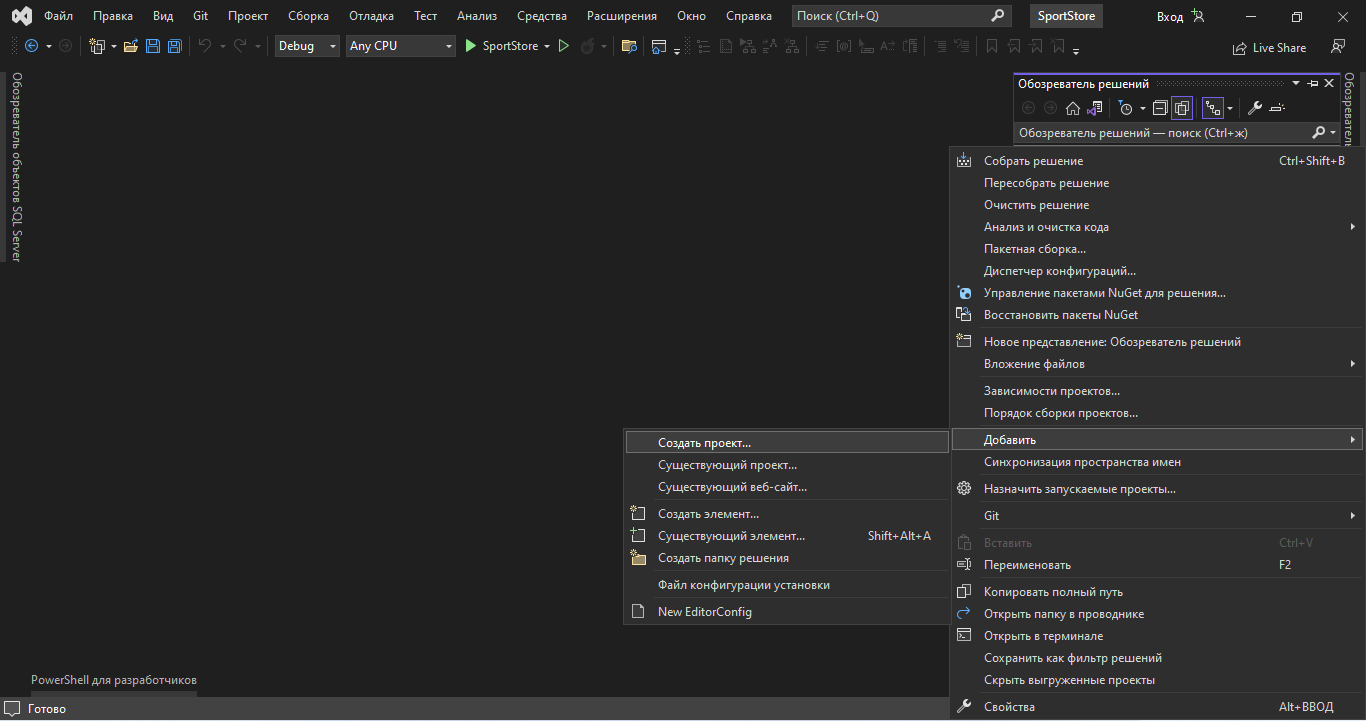 Файл Правка Вид Git Проект Сборка Отладка Тест Анализ Средства Расширения Окно Справка Поиск (Ctrl+Q) SportStore Вход
Debug Any CPU SportStore Live Share
Обозреватель объектов SQL Server
Обозреватель решений
Обозреватель решений — поиск (Ctrl+ж)
Обозреватель
Собрать решение Ctrl+Shift+B
Пересобрать решение
Очистить решение
Анализ и очистка кода
Пакетная сборка...
Диспетчер конфигураций...
Управление пакетами NuGet для решения...
Восстановить пакеты NuGet
Новое представление: Обозреватель решений
Вложение файлов
Зависимости проектов...
Порядок сборки проектов...
Добавить
Синхронизация пространства имен
Назначить запускаемые проекты...
Git
Вставить Ctrl+V
Переименовать F2
Копировать полный путь
Открыть папку в проводнике
Открыть в терминале
Сохранить как фильтр решений
Скрыть выгруженные проекты
Свойства Alt+ВВОД
Создать проект...
Существующий проект...
Существующий веб-сайт...
Создать элемент...
Существующий элемент... Shift+Alt+A
Создать папку решения
Файл конфигурации установки
New EditorConfig
PowerShell для разработчиков
Готово